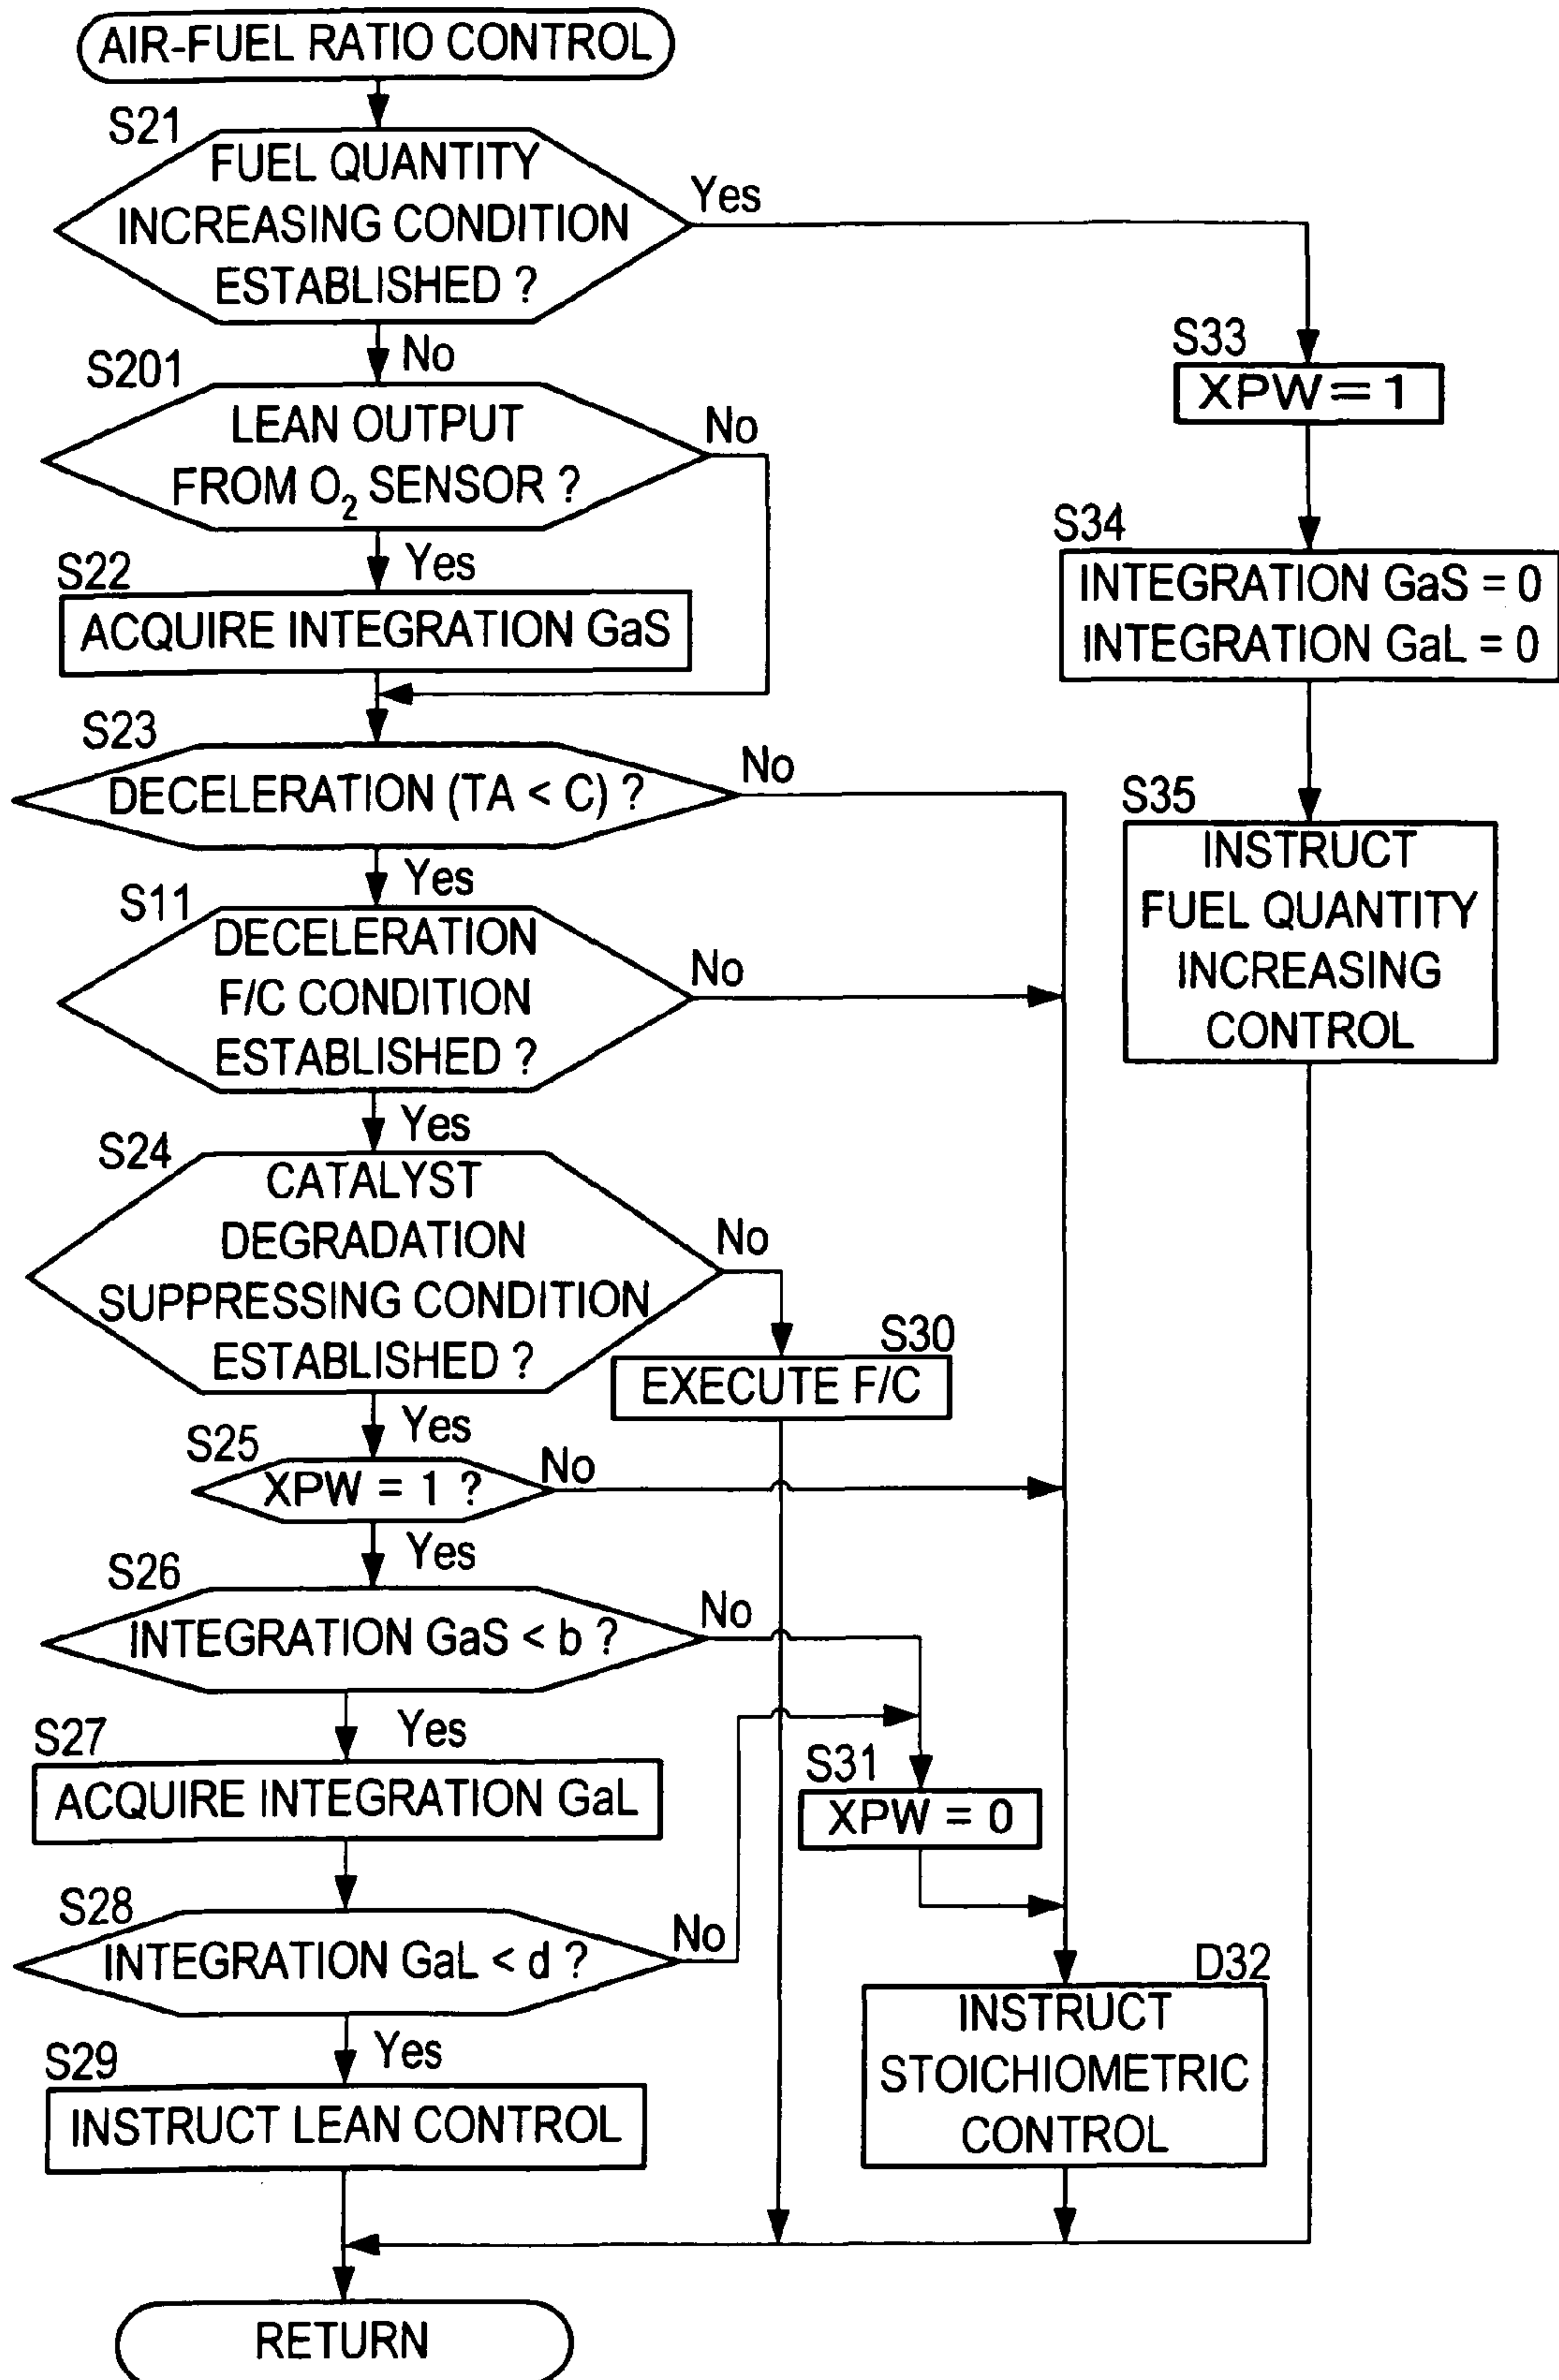 AIR-FUEL RATIO CONTROL
S21
FUEL QUANTITY
INCREASING CONDITION
ESTABLISHED ?
Yes
No
S201
LEAN OUTPUT
FROM O₂ SENSOR ?
No
Yes
S22
ACQUIRE INTEGRATION GaS
S23
DECELERATION (TA < C) ?
No
Yes
S11
DECELERATION
F/C CONDITION
ESTABLISHED ?
No
Yes
S24
CATALYST
DEGRADATION
SUPPRESSING CONDITION
ESTABLISHED ?
No
Yes
S30
EXECUTE F/C
S25
XPW = 1 ?
No
Yes
S26
INTEGRATION GaS < b ?
No
Yes
S27
ACQUIRE INTEGRATION GaL
S28
INTEGRATION GaL < d ?
No
Yes
S29
INSTRUCT LEAN CONTROL
S31
XPW = 0
D32
INSTRUCT
STOICHIOMETRIC
CONTROL
S33
XPW = 1
S34
INTEGRATION GaS = 0
INTEGRATION GaL = 0
S35
INSTRUCT
FUEL QUANTITY
INCREASING
CONTROL
RETURN